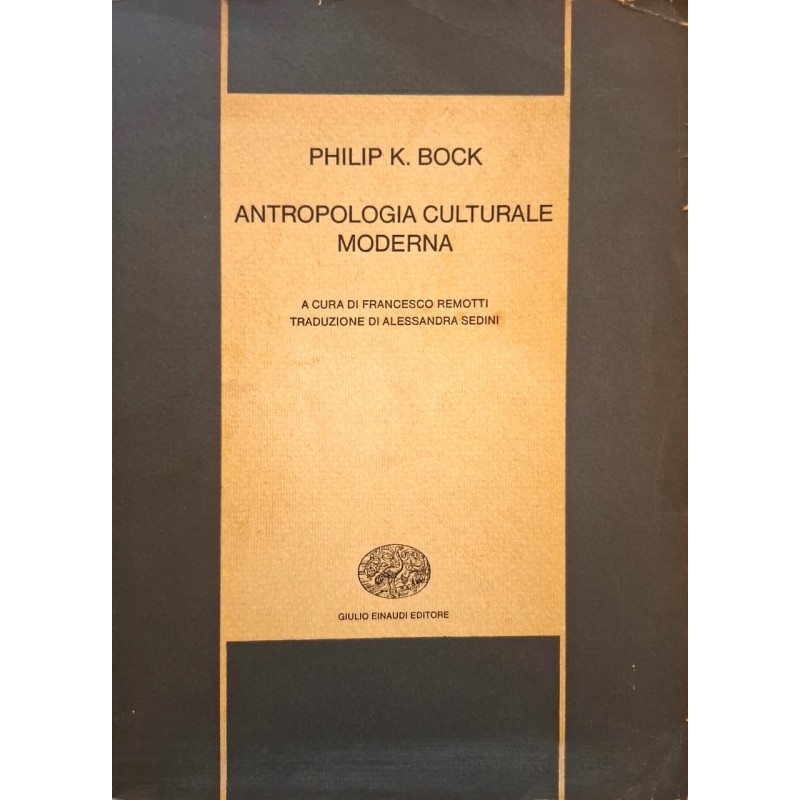 PHILIP K. BOCK
ANTROPOLOGIA CULTURALE
MODERNA
A CURA DI FRANCESCO REMOTTI
TRADUZIONE DI ALESSANDRA SEDINI
GIULIO EINAUDI EDITORE